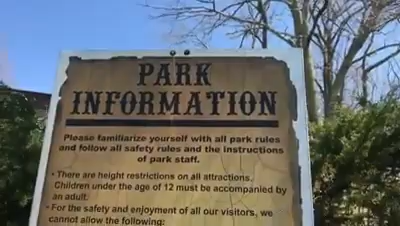 PARK
INFORMATION
Please familiarize yourself with all park rules
and follow all safety rules and the instructions
of park staff.
• There are height restrictions on all attractions.
Children under the age of 12 must be accompanied by
an adult.
• For the safety and enjoyment of all our visitors, we
cannot allow the following: